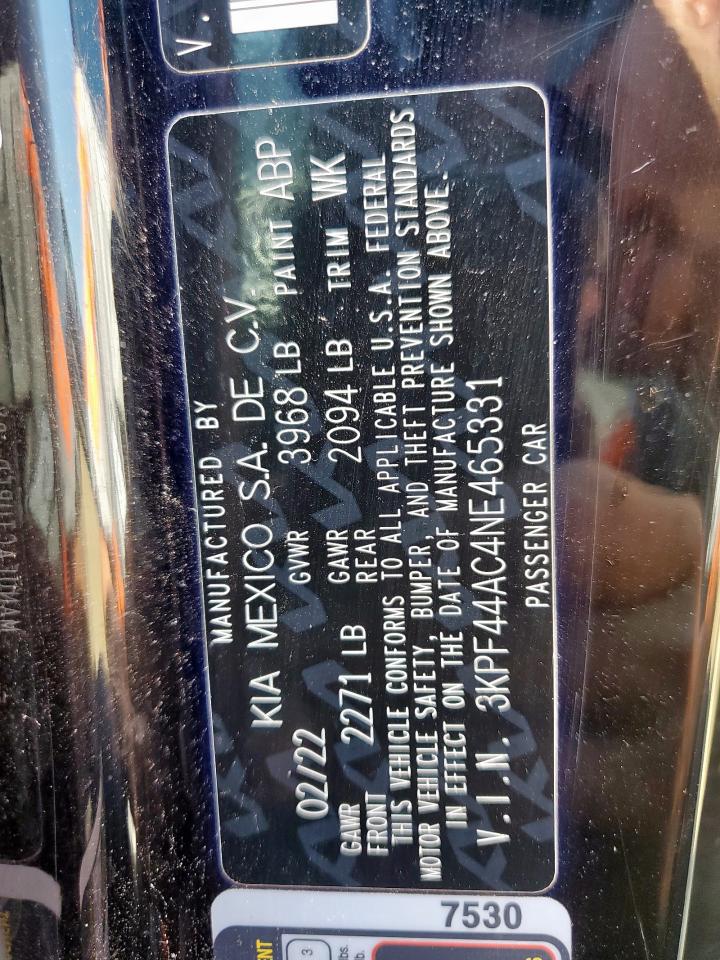 V.
MANUFACTURED BY
KIA MEXICO S.A. DE C.V
02/22 GVWR 3968 LB PAINT ABP
GAWR FRONT 2271 LB GAWR REAR 2094 LB TRIM WK
THIS VEHICLE CONFORMS TO ALL APPLICABLE U.S.A. FEDERAL
MOTOR VEHICLE SAFETY, BUMPER, AND THEFT PREVENTION STANDARDS
IN EFFECT ON THE DATE OF MANUFACTURE SHOWN ABOVE.
V.I.N. 3KPF44AC4NE465331
PASSENGER CAR
7530
3